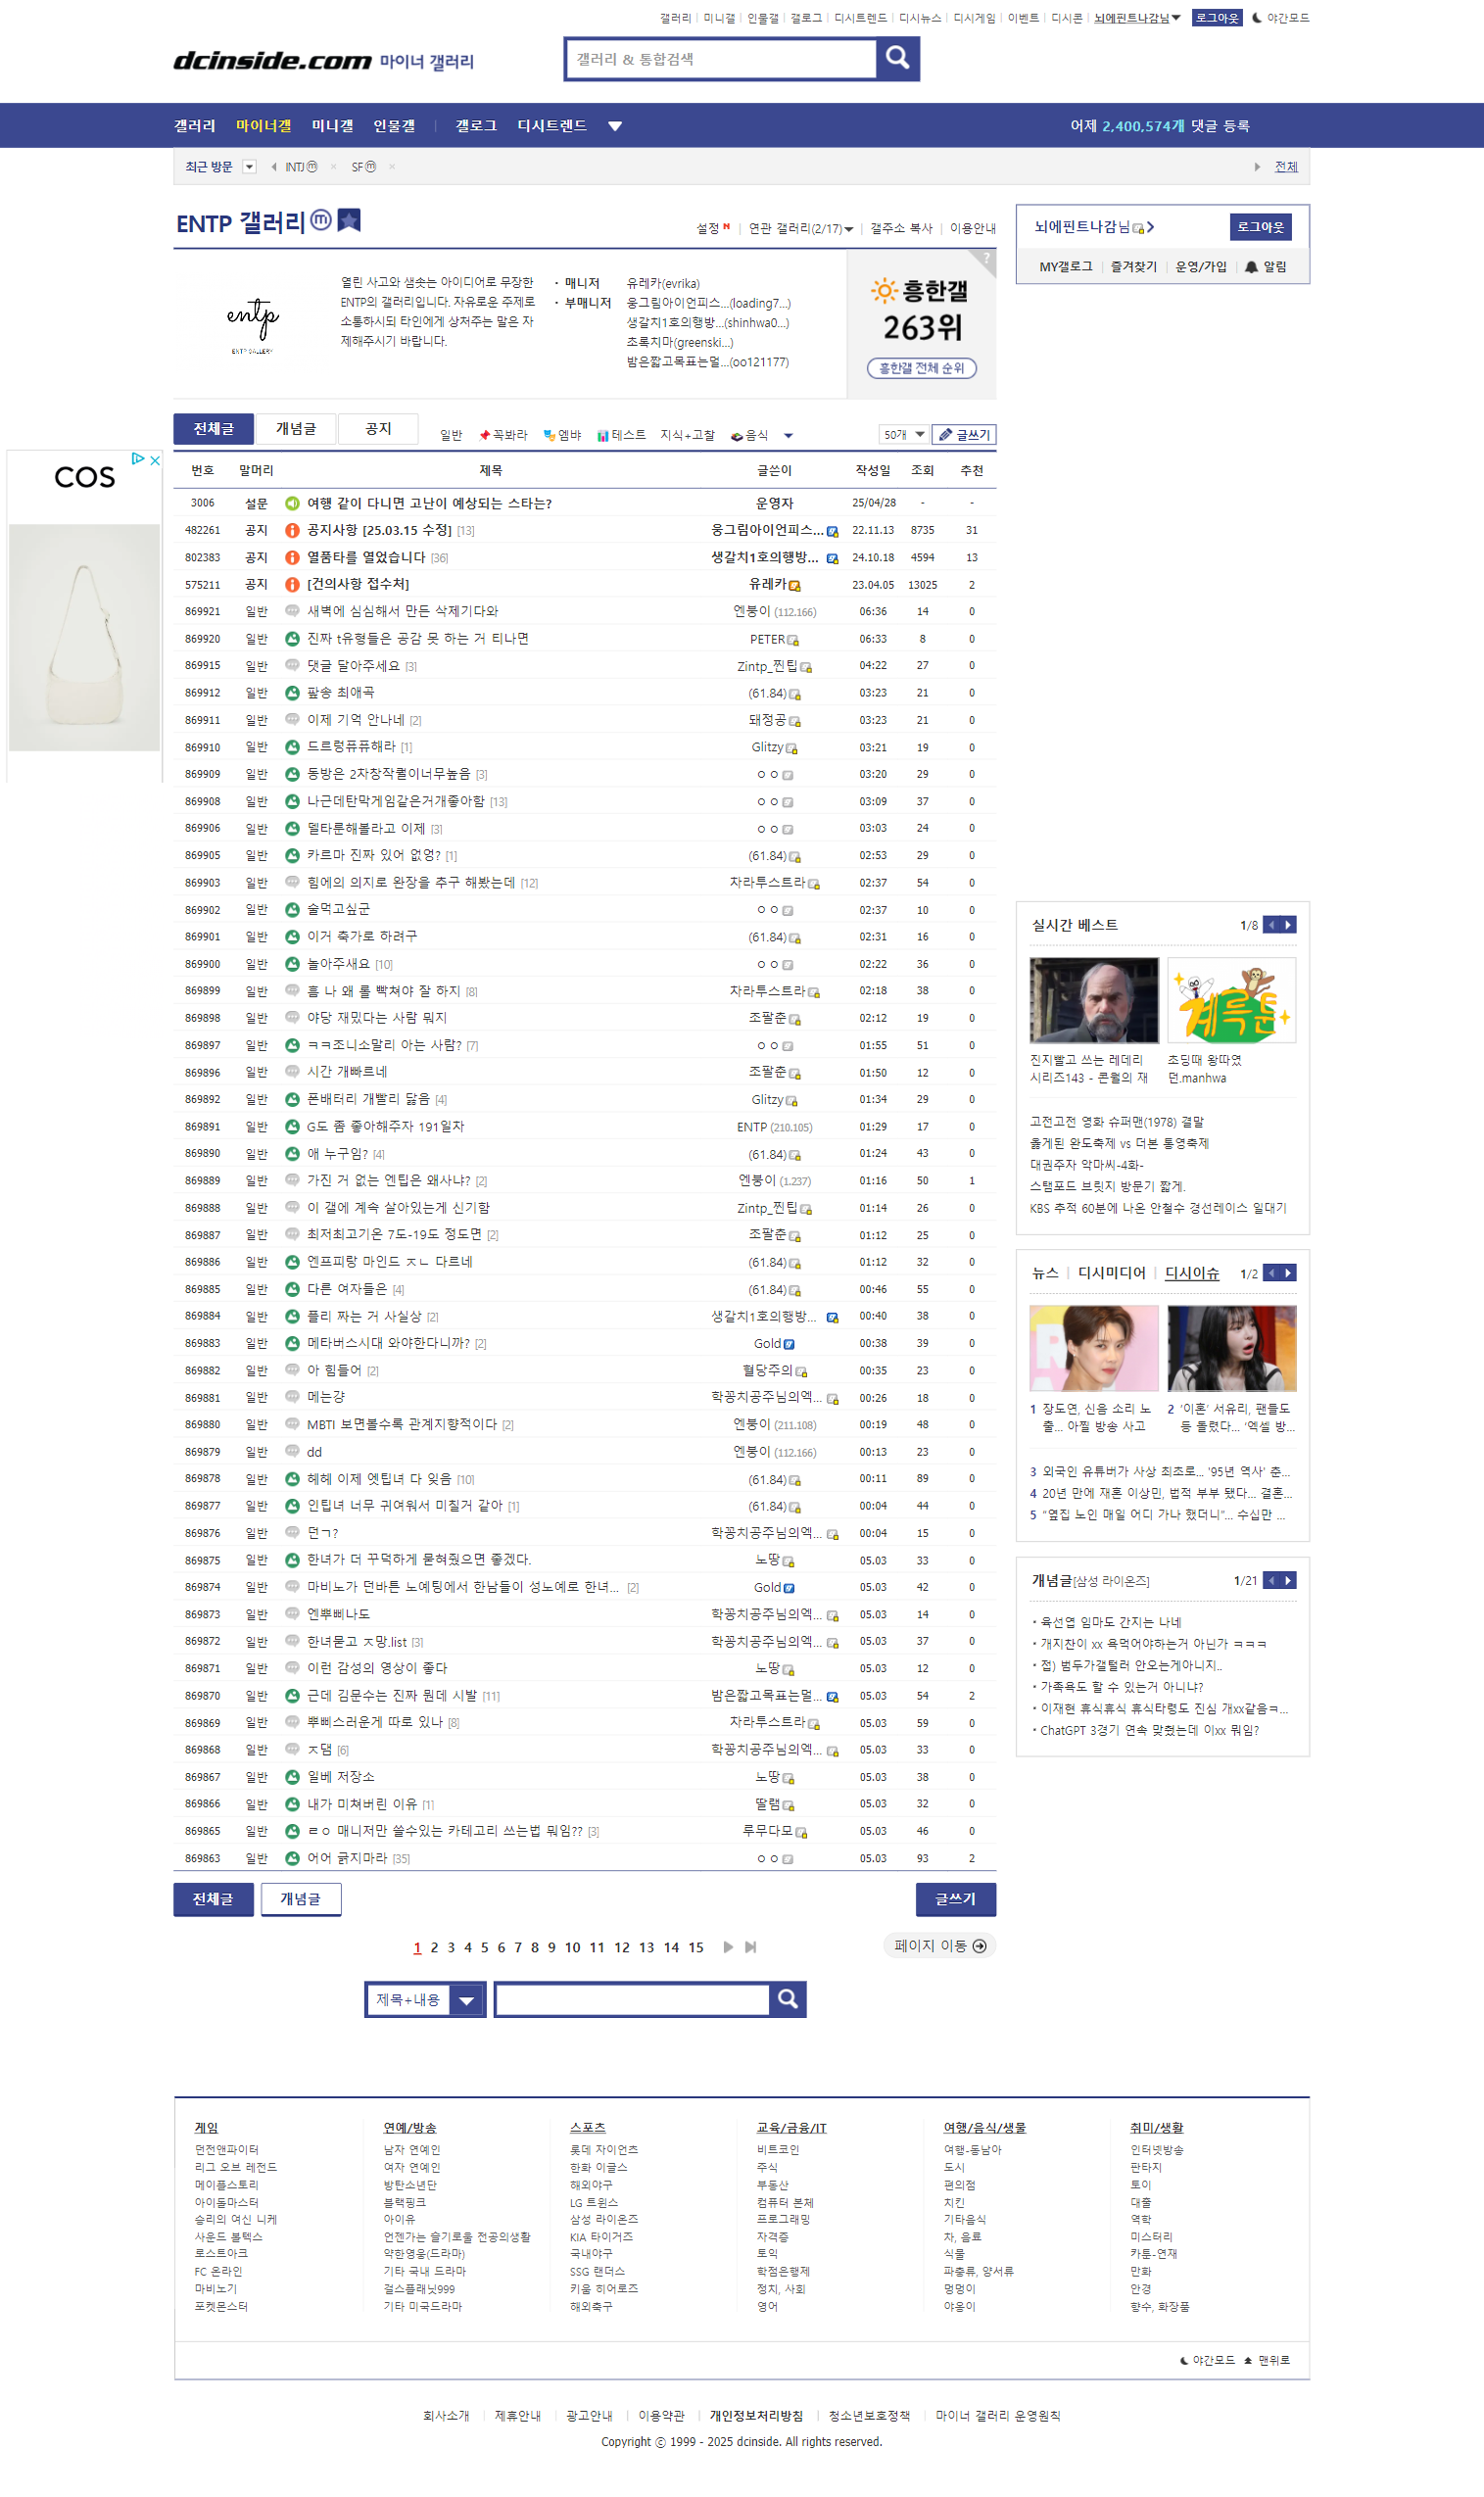 갤러리 마이너갤 인물갤 갤로그 디시트렌드 디시뉴스 디시게임 이벤트 디시콘 뇌에핀트나감님 로그아웃 야간모드
dcinside.com 마이너 갤러리
갤러리 & 통합검색
갤러리 마이너갤 미니갤 인물갤 갤로그 디시트렌드
어제 2,400,574개 댓글 등록
최근 방문 INTJⓜ × SFⓜ ×
전체
ENTP 갤러리ⓜ
설정 N 연관 갤러리(2/17) 갤주소 복사 이용안내
열린 사고와 샘솟는 아이디어로 무장한
ENTP의 갤러리입니다. 자유로운 주제로
소통하시되 타인에게 상처주는 말은 자
제해주시기 바랍니다.
entp
ENTP GALLERY
· 매니저 유레카(evrika)
· 부매니저 웅그림아이언피스...(loading7...)
생갈치1호의행방...(shinhwa0...)
초록치마(greenski...)
밤은짧고목표는멀...(oo121177)
?
흥한갤
263위
흥한갤 전체 순위
뇌에핀트나감님
로그아웃
MY갤로그 즐겨찾기 운영/가입 알림
전체글 개념글 공지
일반 꼭봐라 엠뱌 테스트 지식+고찰 음식
50개 글쓰기
COS
번호 말머리 제목 글쓴이 작성일 조회 추천
3006 설문 여행 같이 다니면 고난이 예상되는 스타는? 운영자 25/04/28 - -
482261 공지 공지사항 [25.03.15 수정] [13] 웅그림아이언피스... 22.11.13 8735 31
802383 공지 열품타를 열었습니다 [36] 생갈치1호의행방... 24.10.18 4594 13
575211 공지 [건의사항 접수처] 유레카 23.04.05 13025 2
869921 일반 새벽에 심심해서 만든 삭제기다와 엔붕이 (112.166) 06:36 14 0
869920 일반 진짜 t유형들은 공감 못 하는 거 티나면 PETER 06:33 8 0
869915 일반 댓글 달아주세요 [3] Zintp_찐팁 04:22 27 0
869912 일반 팦송 최애곡 (61.84) 03:23 21 0
869911 일반 이제 기억 안나네 [2] 돼정공 03:23 21 0
869910 일반 드르렁퓨퓨해라 [1] Glitzy 03:21 19 0
869909 일반 동방은 2차창작퀄이너무높음 [3] ㅇㅇ 03:20 29 0
869908 일반 나근데탄막게임같은거개좋아함 [13] ㅇㅇ 03:09 37 0
869906 일반 델타룬해볼라고 이제 [3] ㅇㅇ 03:03 24 0
869905 일반 카르마 진짜 있어 없엉? [1] (61.84) 02:53 29 0
869903 일반 힘에의 의지로 완장을 추구 해봤는데 [12] 차라투스트라 02:37 54 0
869902 일반 술먹고싶군 ㅇㅇ 02:37 10 0
869901 일반 이거 축가로 하려구 (61.84) 02:31 16 0
869900 일반 놀아주새요 [10] ㅇㅇ 02:22 36 0
869899 일반 흠 나 왜 롤 빡쳐야 잘 하지 [8] 차라투스트라 02:18 38 0
869898 일반 야당 재밌다는 사람 뭐지 조팔춘 02:12 19 0
869897 일반 ㅋㅋ조니소말리 아는 사람? [7] ㅇㅇ 01:55 51 0
869896 일반 시간 개빠르네 조팔춘 01:50 12 0
869892 일반 폰배터리 개빨리 닳음 [4] Glitzy 01:34 29 0
869891 일반 G도 좀 좋아해주자 191일차 ENTP (210.105) 01:29 17 0
869890 일반 애 누구임? [4] (61.84) 01:24 43 0
869889 일반 가진 거 없는 엔팁은 왜사냐? [2] 엔붕이 (1.237) 01:16 50 1
869888 일반 이 갤에 계속 살아있는게 신기함 Zintp_찐팁 01:14 26 0
869887 일반 최저최고기온 7도-19도 정도면 [2] 조팔춘 01:12 25 0
869886 일반 엔프피랑 마인드 ㅈㄴ 다르네 (61.84) 01:12 32 0
869885 일반 다른 여자들은 [4] (61.84) 00:46 55 0
869884 일반 플리 짜는 거 사실상 [2] 생갈치1호의행방... 00:40 38 0
869883 일반 메타버스시대 와야한다니까? [2] Gold 00:38 39 0
869882 일반 아 힘들어 [2] 혈당주의 00:35 23 0
869881 일반 메는걍 학꽁치공주님의엑... 00:26 18 0
869880 일반 MBTI 보면볼수록 관계지향적이다 [2] 엔붕이 (211.108) 00:19 48 0
869879 일반 dd 엔붕이 (112.166) 00:13 23 0
869878 일반 헤헤 이제 엣팁녀 다 잊음 [10] (61.84) 00:11 89 0
869877 일반 인팁녀 너무 귀여워서 미칠거 같아 [1] (61.84) 00:04 44 0
869876 일반 던ㄱ? 학꽁치공주님의엑... 00:04 15 0
869875 일반 한녀가 더 꾸덕하게 묻혀줬으면 좋겠다. 노땅 05.03 33 0
869874 일반 마비노가 던바튼 노예팅에서 한남들이 성노예로 한녀... [2] Gold 05.03 42 0
869873 일반 엔뿌삐나도 학꽁치공주님의엑... 05.03 14 0
869872 일반 한녀묻고 ㅈ망.list [3] 학꽁치공주님의엑... 05.03 37 0
869871 일반 이런 감성의 영상이 좋다 노땅 05.03 12 0
869870 일반 근데 김문수는 진짜 뭔데 시발 [11] 밤은짧고목표는멀... 05.03 54 2
869869 일반 뿌삐스러운게 따로 있나 [8] 차라투스트라 05.03 59 0
869868 일반 ㅈ댐 [6] 학꽁치공주님의엑... 05.03 33 0
869867 일반 일베 저장소 노땅 05.03 38 0
869866 일반 내가 미쳐버린 이유 [1] 딸램 05.03 32 0
869865 일반 ㄹㅇ 매니저만 쓸수있는 카테고리 쓰는법 뭐임?? [3] 루무다모 05.03 46 0
869863 일반 어어 긁지마라 [35] ㅇㅇ 05.03 93 2
실시간 베스트 1/8
계륵툰
진지빨고 쓰는 레데리
시리즈143 - 콘월의 재
초딩때 왕따였
던.manhwa
고전고전 영화 슈퍼맨(1978) 결말
옳게된 완도축제 vs 더본 통영축제
대권주자 악마씨-4화-
스탬포드 브릿지 방문기 짧게.
KBS 추적 60분에 나온 안철수 경선레이스 일대기
뉴스 디시미디어 디시이슈 1/2
1 장도연, 신음 소리 노
출... 아찔 방송 사고
2 '이혼' 서유리, 팬들도
등 돌렸다... '엑셀 방...
3 외국인 유튜버가 사상 최초로... '95년 역사' 춘...
4 20년 만에 재혼 이상민, 법적 부부 됐다... 결혼...
5 "옆집 노인 매일 어디 가나 했더니"... 수십만 ...
개념글[삼성 라이온즈] 1/21
· 육선엽 임마도 간지는 나네
· 개지찬이 xx 욕먹어야하는거 아닌가 ㅋㅋㅋ
· 접) 범두가갤털러 안오는게아니지..
· 가족욕도 할 수 있는거 아니냐?
· 이재현 휴식휴식 휴식타령도 진심 개xx같음ㅋ...
· ChatGPT 3경기 연속 맞췄는데 이xx 뭐임?
전체글 개념글 글쓰기
1 2 3 4 5 6 7 8 9 10 11 12 13 14 15
페이지 이동
제목+내용
게임 연예/방송 스포츠 교육/금융/IT 여행/음식/생물 취미/생활
던전앤파이터 남자 연예인 롯데 자이언츠 비트코인 여행-동남아 인터넷방송
리그 오브 레전드 여자 연예인 한화 이글스 주식 도시 판타지
메이플스토리 방탄소년단 해외야구 부동산 편의점 토이
아이돌마스터 블랙핑크 LG 트윈스 컴퓨터 본체 치킨 대출
승리의 여신 니케 아이유 삼성 라이온즈 프로그래밍 기타음식 역학
사운드 볼텍스 언젠가는 슬기로울 전공의생활 KIA 타이거즈 자격증 차, 음료 미스터리
로스트아크 약한영웅(드라마) 국내야구 토익 식물 카툰-연재
FC 온라인 기타 국내 드라마 SSG 랜더스 학점은행제 파충류, 양서류 만화
마비노기 걸스플래닛999 키움 히어로즈 정치, 사회 멍멍이 안경
포켓몬스터 기타 미국드라마 해외축구 영어 야옹이 향수, 화장품
야간모드 맨위로
회사소개 제휴안내 광고안내 이용약관 개인정보처리방침 청소년보호정책 마이너 갤러리 운영원칙
Copyright ⓒ 1999 - 2025 dcinside. All rights reserved.